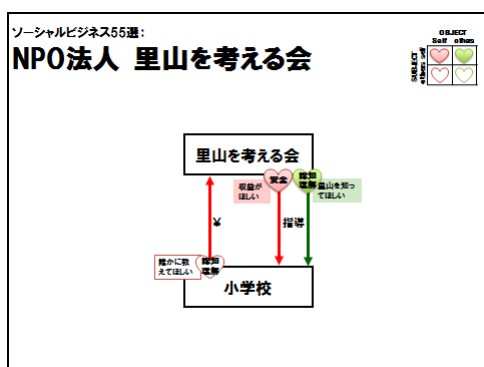 ソーシャルビジネス55選:
NPO法人 里山を考える会
OBJECT
Self others
SUBJECT
others self
里山を考える会
収益が
ほしい
安全
認知
理解
里山を知っ
てほしい
¥
指導
誰かに教
えてほしい
認知
理解
小学校